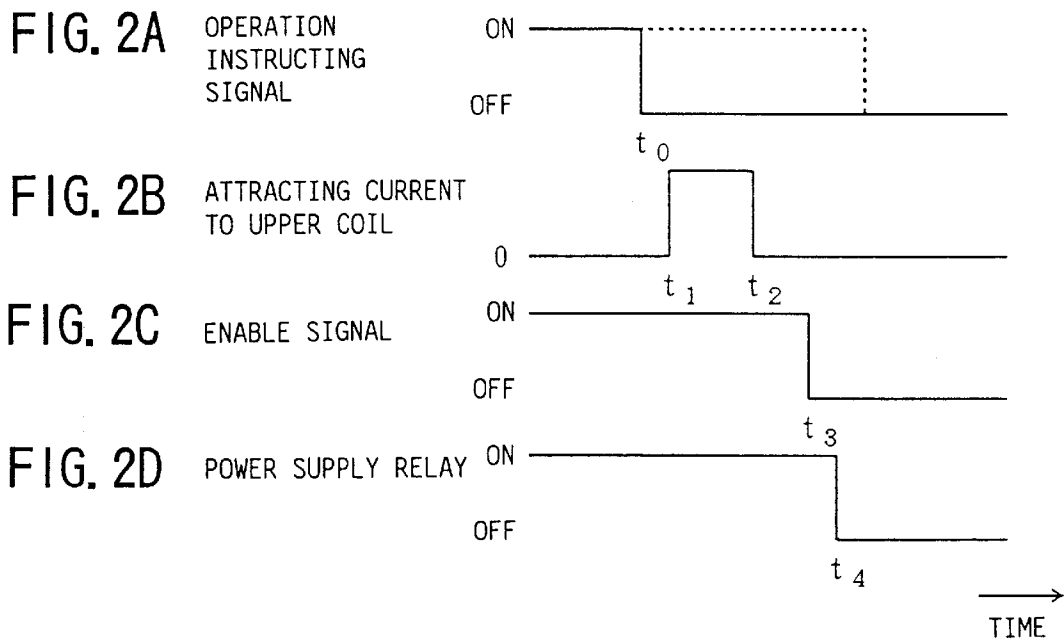 FIG. 2A
OPERATION
INSTRUCTING
SIGNAL
ON
OFF
t0
FIG. 2B
ATTRACTING CURRENT
TO UPPER COIL
0
t1
t2
FIG. 2C
ENABLE SIGNAL
ON
OFF
t3
FIG. 2D
POWER SUPPLY RELAY
ON
OFF
t4
TIME